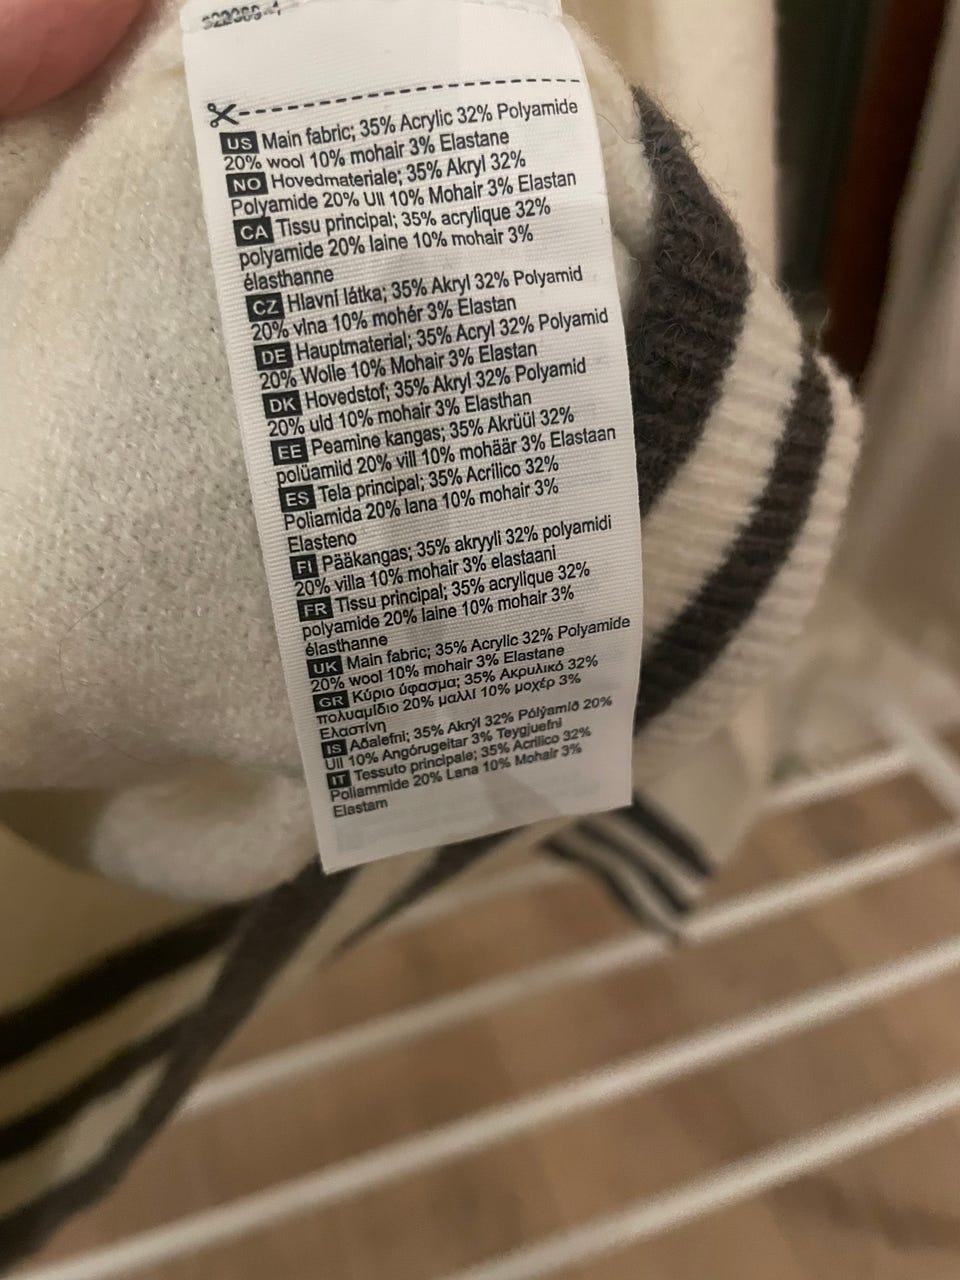 US Main fabric; 35% Acrylic 32% Polyamide
20% wool 10% mohair 3% Elastane
NO Hovedmateriale; 35% Akryl 32%
Polyamide 20% Ull 10% Mohair 3% Elastan
CA Tissu principal; 35% acrylique 32%
polyamide 20% laine 10% mohair 3%
élasthanne
CZ Hlavní látka; 35% Akryl 32% Polyamid
20% vlna 10% mohér 3% Elastan
DE Hauptmaterial; 35% Acryl 32% Polyamid
20% Wolle 10% Mohair 3% Elastan
DK Hovedstof; 35% Akryl 32% Polyamid
20% uld 10% mohair 3% Elasthan
EE Peamine kangas; 35% Akrüül 32%
polüamiid 20% vill 10% mohäär 3% Elastaan
ES Tela principal; 35% Acrílico 32%
Poliamida 20% lana 10% mohair 3%
Elasteno
FI Pääkangas; 35% akryyli 32% polyamidi
20% villa 10% mohair 3% elastaani
FR Tissu principal; 35% acrylique 32%
polyamide 20% laine 10% mohair 3%
élasthanne
UK Main fabric; 35% Acrylic 32% Polyamide
20% wool 10% mohair 3% Elastane
GR Κύριο ύφασμα; 35% Ακρυλικό 32%
πολυαμίδιο 20% μαλλί 10% μοχέρ 3%
Ελαστίνη
IS Aðalefni; 35% Akrýl 32% Pólýamíð 20%
Ull 10% Angórugeitar 3% Teygjuefni
IT Tessuto principale; 35% Acrilico 32%
Poliammide 20% Lana 10% Mohair 3%
Elastam